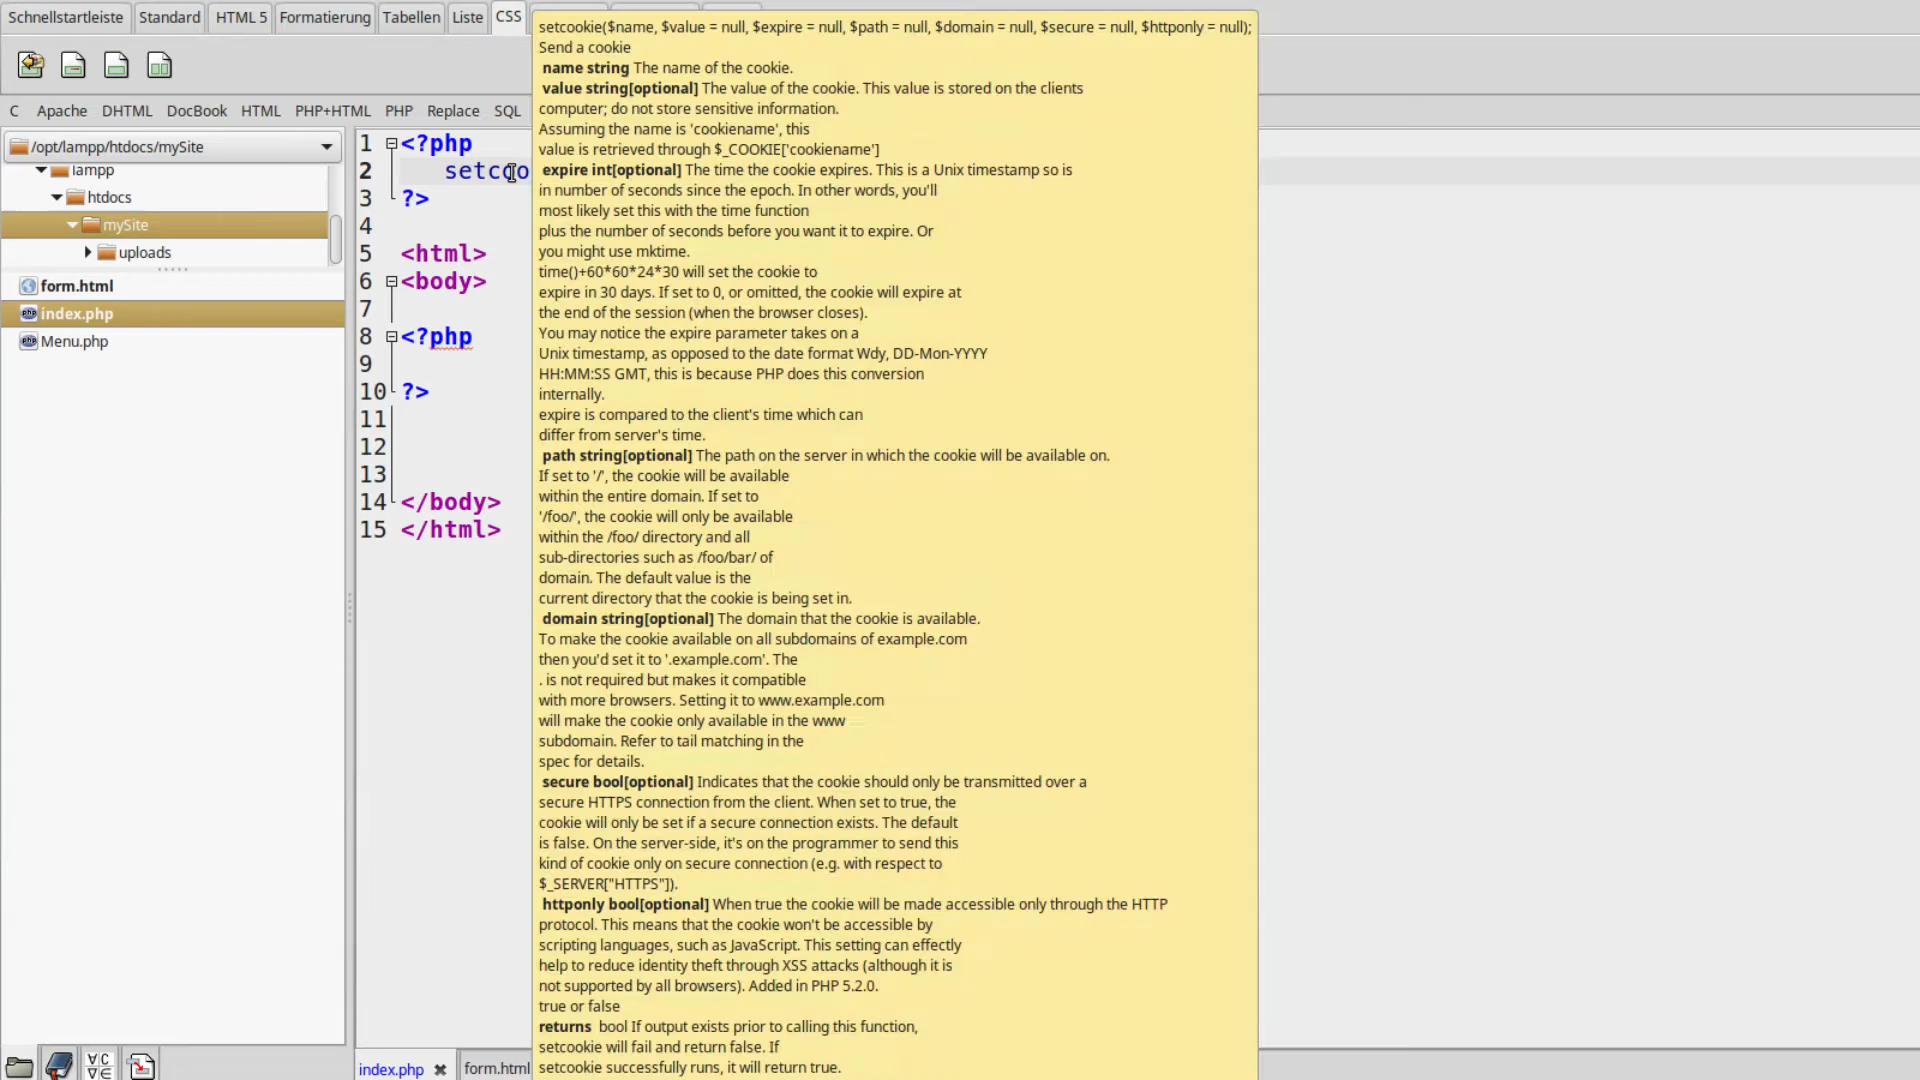 Schnellstartleiste Standard HTML 5 Formatierung Tabellen Liste CSS
C Apache DHTML DocBook HTML PHP+HTML PHP Replace SQL
/opt/lampp/htdocs/mySite
lampp
htdocs
mySite
uploads
form.html
index.php
Menu.php
1 <?php
2 setcoo
3 ?>
4
5 <html>
6 <body>
7
8 <?php
9
10 ?>
11
12
13
14 </body>
15 </html>
index.php form.html
setcookie($name, $value = null, $expire = null, $path = null, $domain = null, $secure = null, $httponly = null);
Send a cookie
name string The name of the cookie.
value string[optional] The value of the cookie. This value is stored on the clients
computer; do not store sensitive information.
Assuming the name is 'cookiename', this
value is retrieved through $_COOKIE['cookiename']
expire int[optional] The time the cookie expires. This is a Unix timestamp so is
in number of seconds since the epoch. In other words, you'll
most likely set this with the time function
plus the number of seconds before you want it to expire. Or
you might use mktime.
time()+60*60*24*30 will set the cookie to
expire in 30 days. If set to 0, or omitted, the cookie will expire at
the end of the session (when the browser closes).
You may notice the expire parameter takes on a
Unix timestamp, as opposed to the date format Wdy, DD-Mon-YYYY
HH:MM:SS GMT, this is because PHP does this conversion
internally.
expire is compared to the client's time which can
differ from server's time.
path string[optional] The path on the server in which the cookie will be available on.
If set to '/', the cookie will be available
within the entire domain. If set to
'/foo/', the cookie will only be available
within the /foo/ directory and all
sub-directories such as /foo/bar/ of
domain. The default value is the
current directory that the cookie is being set in.
domain string[optional] The domain that the cookie is available.
To make the cookie available on all subdomains of example.com
then you'd set it to '.example.com'. The
. is not required but makes it compatible
with more browsers. Setting it to www.example.com
will make the cookie only available in the www
subdomain. Refer to tail matching in the
spec for details.
secure bool[optional] Indicates that the cookie should only be transmitted over a
secure HTTPS connection from the client. When set to true, the
cookie will only be set if a secure connection exists. The default
is false. On the server-side, it's on the programmer to send this
kind of cookie only on secure connection (e.g. with respect to
$_SERVER["HTTPS"]).
httponly bool[optional] When true the cookie will be made accessible only through the HTTP
protocol. This means that the cookie won't be accessible by
scripting languages, such as JavaScript. This setting can effectly
help to reduce identity theft through XSS attacks (although it is
not supported by all browsers). Added in PHP 5.2.0.
true or false
returns bool If output exists prior to calling this function,
setcookie will fail and return false. If
setcookie successfully runs, it will return true.